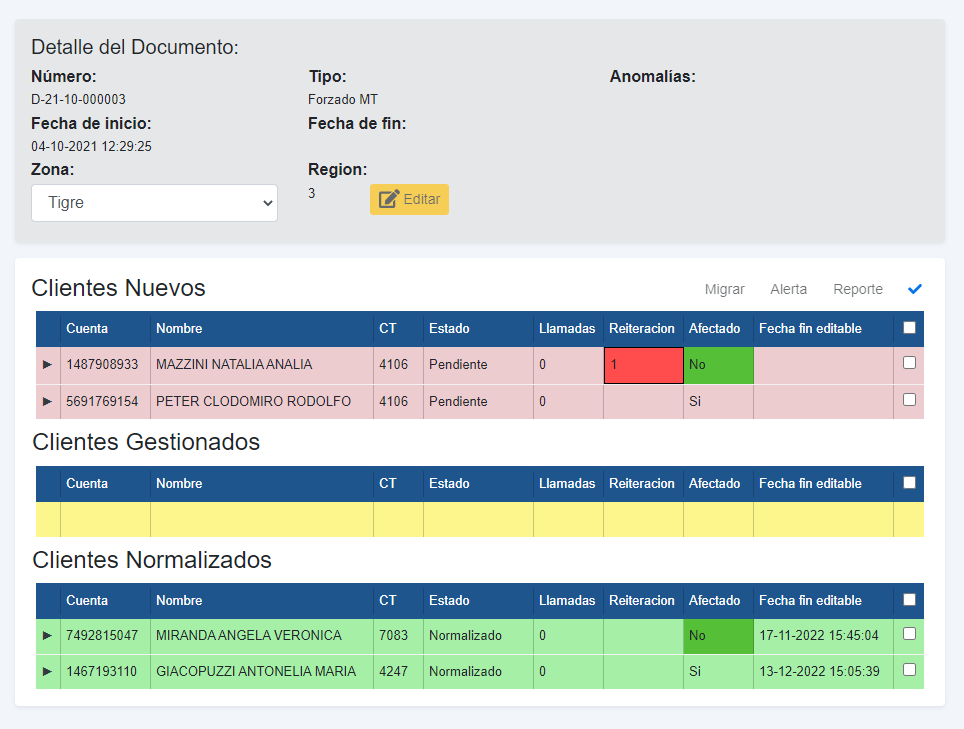 Detalle del Documento:
Número: Tipo: Anomalías:
D-21-10-000003 Forzado MT
Fecha de inicio: Fecha de fin:
04-10-2021 12:29:25
Zona: Region:
Tigre 3 Editar
Clientes Nuevos Migrar Alerta Reporte
Cuenta Nombre CT Estado Llamadas Reiteracion Afectado Fecha fin editable
1487908933 MAZZINI NATALIA ANALIA 4106 Pendiente 0 1 No
5691769154 PETER CLODOMIRO RODOLFO 4106 Pendiente 0 Si
Clientes Gestionados
Cuenta Nombre CT Estado Llamadas Reiteracion Afectado Fecha fin editable
Clientes Normalizados
Cuenta Nombre CT Estado Llamadas Reiteracion Afectado Fecha fin editable
7492815047 MIRANDA ANGELA VERONICA 7083 Normalizado 0 No 17-11-2022 15:45:04
1467193110 GIACOPUZZI ANTONELIA MARIA 4247 Normalizado 0 Si 13-12-2022 15:05:39